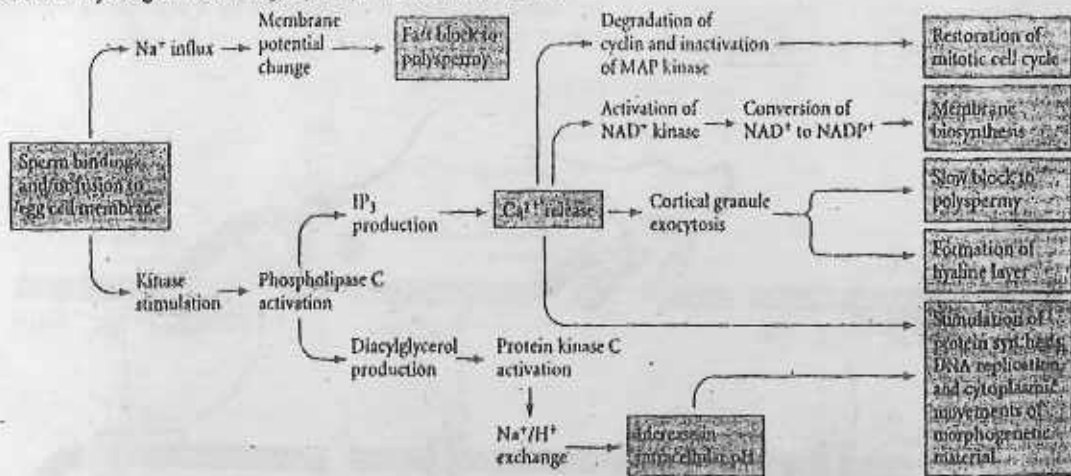 Na⁺ influx
Membrane
potential
change
Fast block to
polyspermy
Degradation of
cyclin and inactivation
of MAP kinase
Restoration of
mitotic cell cycle
Activation of
NAD⁺ kinase
Conversion of
NAD⁺ to NADP⁺
Membrane
biosynthesis
Sperm binding
and/or fusion to
egg cell membrane
IP₃
production
Ca²⁺ release
Cortical granule
exocytosis
Slow block to
polyspermy
Formation of
hyaline layer
Kinase
stimulation
Phospholipase C
activation
Diacylglycerol
production
Protein kinase C
activation
Na⁺/H⁺
exchange
Increase in
intracellular pH
Stimulation of
protein synthesis,
DNA replication,
and cytoplasmic
movements of
morphogenetic
material